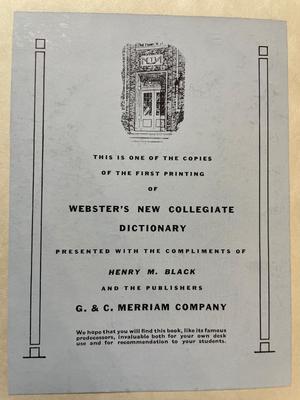 THIS IS ONE OF THE COPIES
OF THE FIRST PRINTING
OF
WEBSTER'S NEW COLLEGIATE
DICTIONARY
PRESENTED WITH THE COMPLIMENTS OF
HENRY M. BLACK
AND THE PUBLISHERS
G. & C. MERRIAM COMPANY
We hope that you will find this book, like its famous
predecessors, invaluable both for your own desk
use and for recommendation to your students.